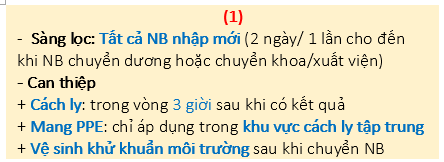 (1)
- Sàng lọc: Tất cả NB nhập mới (2 ngày/ 1 lần cho đến
khi NB chuyển dương hoặc chuyển khoa/xuất viện)
- Can thiệp
+ Cách ly: trong vòng 3 giời sau khi có kết quả
+ Mang PPE: chỉ áp dụng trong khu vực cách ly tập trung
+ Vệ sinh khử khuẩn môi trường sau khi chuyển NB